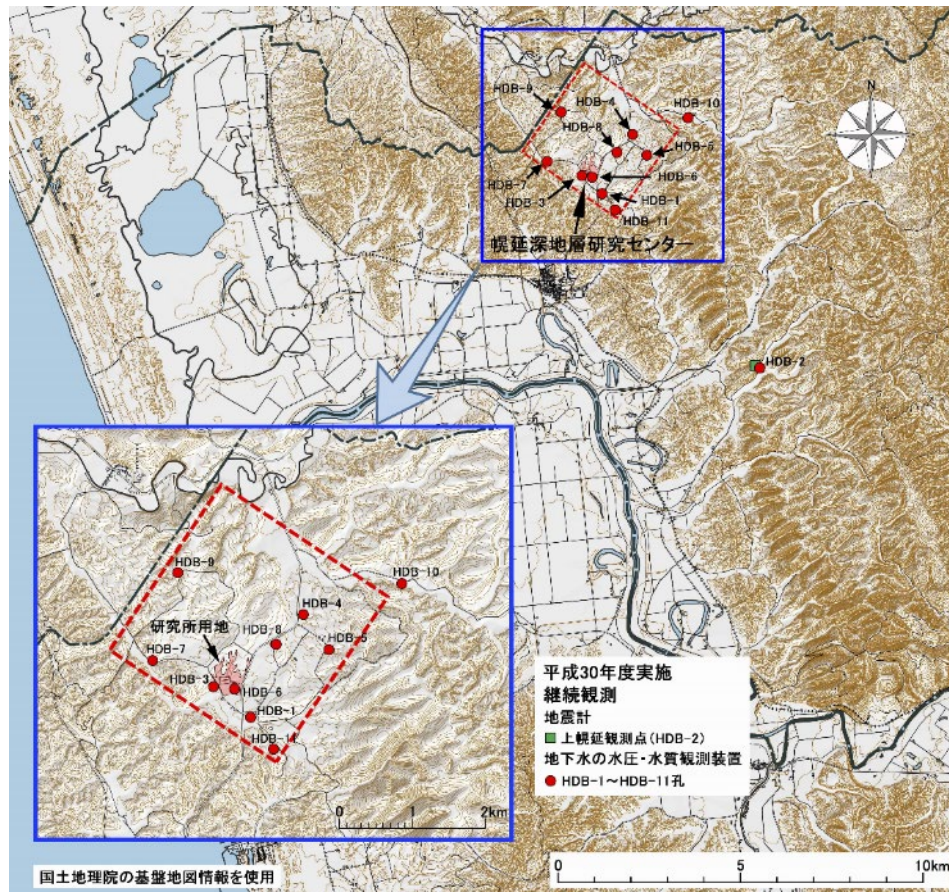 HDB-9
HDB-4
HDB-10
HDB-8
HDB-5
HDB-7
HDB-6
HDB-3
HDB-1
HDB-11
幌延深地層研究センター
N
HDB-2
HDB-9
HDB-10
HDB-4
研究所用地
HDB-8
HDB-5
HDB-7
HDB-3
HDB-6
HDB-1
HDB-11
0 2km
平成30年度実施
継続観測
地震計
上幌延観測点(HDB-2)
地下水の水圧・水質観測装置
HDB-1~HDB-11孔
国土地理院の基盤地図情報を使用
0 5 10km